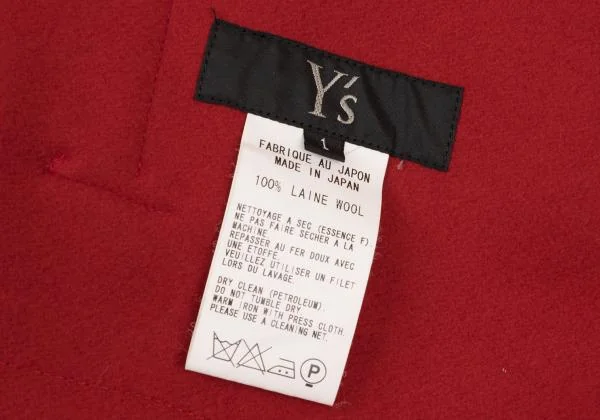 Y's
1
FABRIQUE AU JAPON
MADE IN JAPAN
100% LAINE WOOL
NETTOYAGE A SEC (ESSENCE F).
NE PAS FAIRE SECHER A LA
MACHINE.
REPASSER AU FER DOUX AVEC
UNE ETOFFE.
VEUILLEZ UTILISER UN FILET
LORS DU LAVAGE.
DRY CLEAN (PETROLEUM).
DO NOT TUMBLE DRY
WARM IRON WITH PRESS CLOTH.
PLEASE USE A CLEANING NET.
P